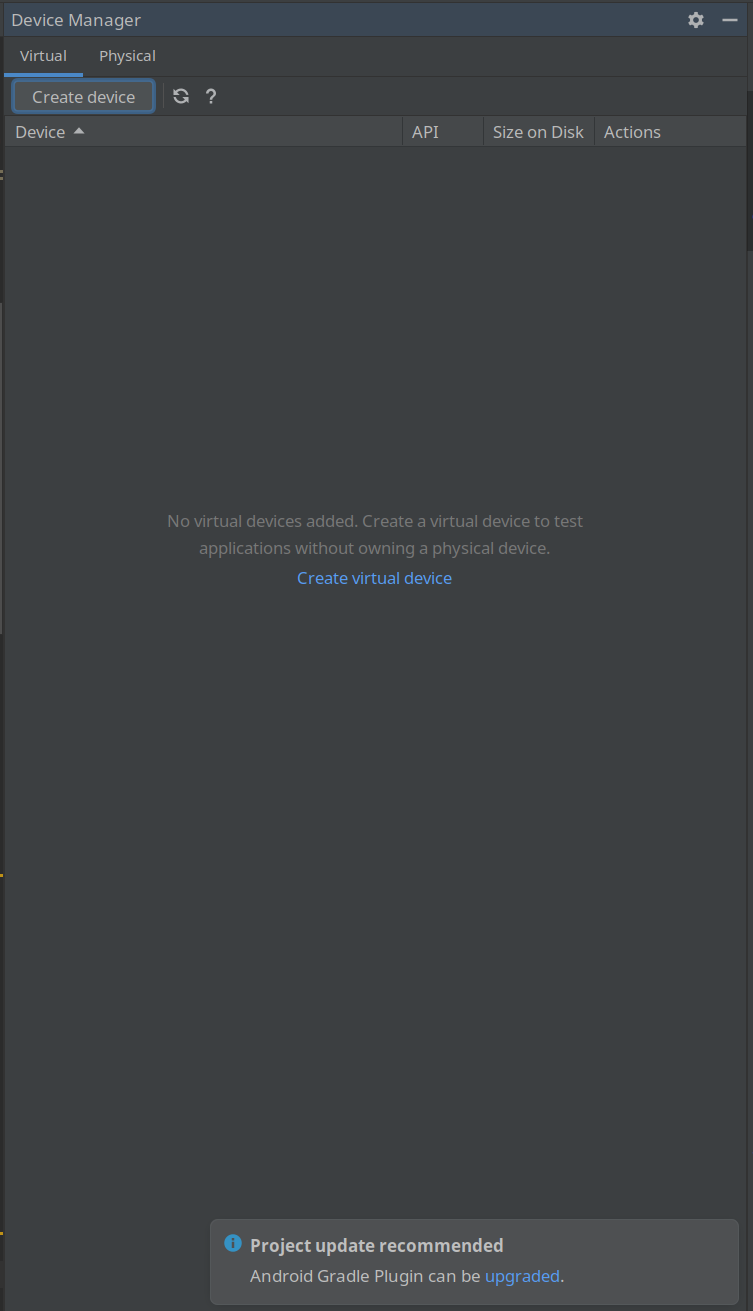 Device Manager
Virtual Physical
Create device ?
Device API Size on Disk Actions
No virtual devices added. Create a virtual device to test
applications without owning a physical device.
Create virtual device
Project update recommended
Android Gradle Plugin can be upgraded.